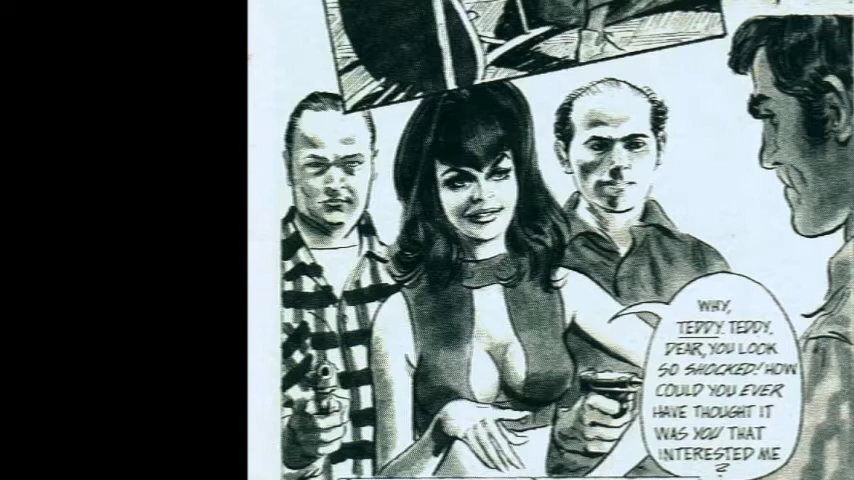 WHY,
TEDDY. TEDDY,
DEAR, YOU LOOK
SO SHOCKED! HOW
COULD YOU EVER
HAVE THOUGHT IT
WAS YOU THAT
INTERESTED ME
?